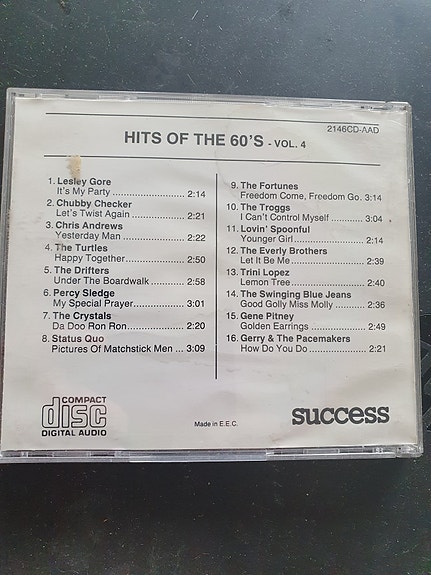 2146CD-AAD
HITS OF THE 60'S - VOL. 4
1. Lesley Gore
It's My Party ........................ 2:14
2. Chubby Checker
Let's Twist Again ................ 2:21
3. Chris Andrews
Yesterday Man ................... 2:22
4. The Turtles
Happy Together ................. 2:50
5. The Drifters
Under The Boardwalk ........ 2:58
6. Percy Sledge
My Special Prayer .............. 3:01
7. The Crystals
Da Doo Ron Ron ................ 2:20
8. Status Quo
Pictures Of Matchstick Men ... 3:09
9. The Fortunes
Freedom Come, Freedom Go. 3:14
10. The Troggs
I Can't Control Myself ............ 3:04
11. Lovin' Spoonful
Younger Girl ........................ 2:14
12. The Everly Brothers
Let It Be Me ........................ 2:39
13. Trini Lopez
Lemon Tree ........................ 2:40
14. The Swinging Blue Jeans
Good Golly Miss Molly .......... 2:36
15. Gene Pitney
Golden Earrings .................. 2:49
16. Gerry & The Pacemakers
How Do You Do .................... 2:21
COMPACT
disc
DIGITAL AUDIO
Made in E.E.C.
success